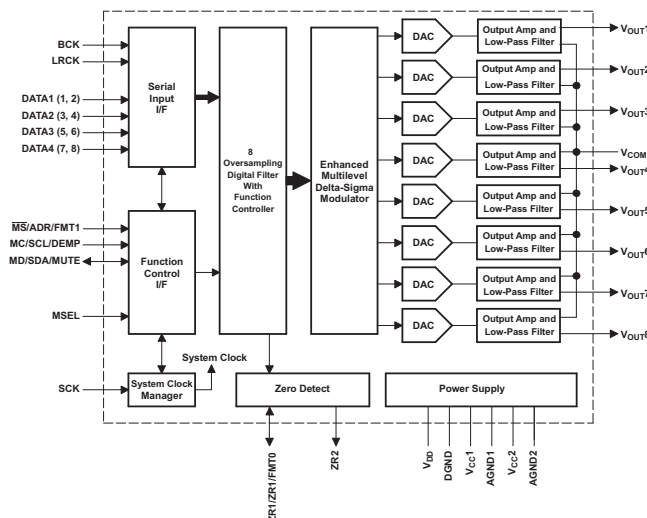 BCK
LRCK
DATA1 (1, 2)
DATA2 (3, 4)
DATA3 (5, 6)
DATA4 (7, 8)
MS/ADR/FMT1
MC/SCL/DEMP
MD/SDA/MUTE
MSEL
SCK
Serial
Input
I/F
Function
Control
I/F
System Clock
Manager
System Clock
8
Oversampling
Digital Filter
With
Function
Controller
Enhanced
Multilevel
Delta-Sigma
Modulator
DAC
Output Amp and
Low-Pass Filter
VOUT1
DAC
Output Amp and
Low-Pass Filter
VOUT2
DAC
Output Amp and
Low-Pass Filter
VOUT3
VCOM
DAC
Output Amp and
Low-Pass Filter
VOUT4
DAC
Output Amp and
Low-Pass Filter
VOUT5
DAC
Output Amp and
Low-Pass Filter
VOUT6
DAC
Output Amp and
Low-Pass Filter
VOUT7
DAC
Output Amp and
Low-Pass Filter
VOUT8
Zero Detect
Power Supply
ZR1/ZR1/FMT0
ZR2
VDD
DGND
VCC1
AGND1
VCC2
AGND2